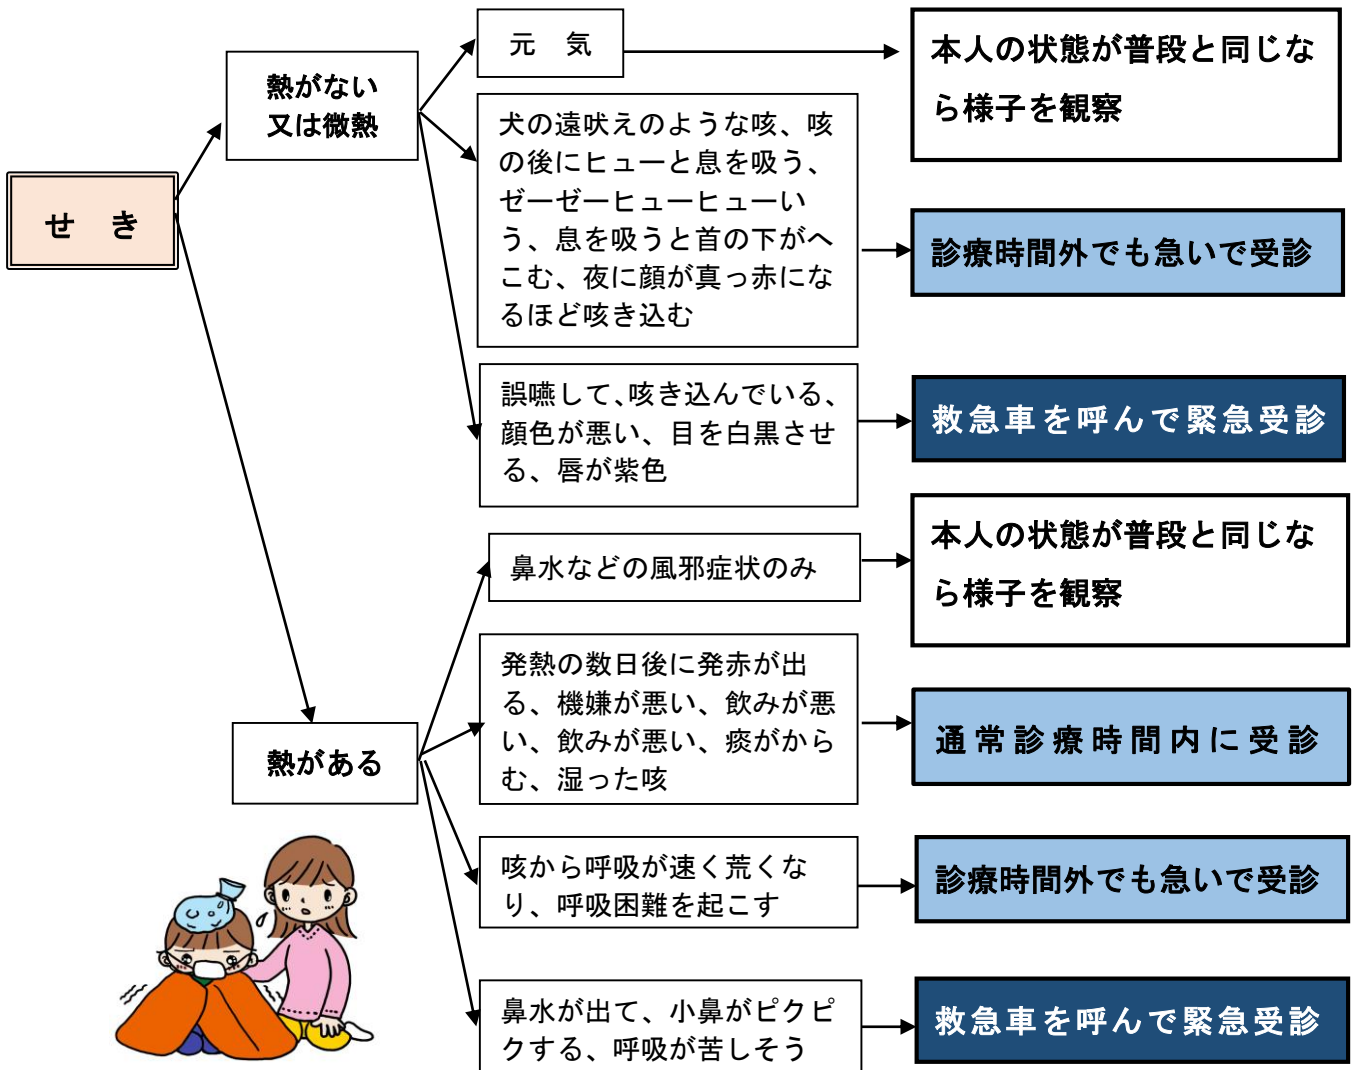 せ　き
熱がない
又は微熱
元　気
本人の状態が普段と同じな
ら様子を観察
犬の遠吠えのような咳、咳
の後にヒューと息を吸う、
ゼーゼーヒューヒューい
う、息を吸うと首の下がへ
こむ、夜に顔が真っ赤にな
るほど咳き込む
診療時間外でも急いで受診
誤嚥して、咳き込んでいる、
顔色が悪い、目を白黒させ
る、唇が紫色
救急車を呼んで緊急受診
熱がある
鼻水などの風邪症状のみ
本人の状態が普段と同じな
ら様子を観察
発熱の数日後に発赤が出
る、機嫌が悪い、飲みが悪
い、飲みが悪い、痰がから
む、湿った咳
通常診療時間内に受診
咳から呼吸が速く荒くな
り、呼吸困難を起こす
診療時間外でも急いで受診
鼻水が出て、小鼻がピクピ
クする、呼吸が苦しそう
救急車を呼んで緊急受診